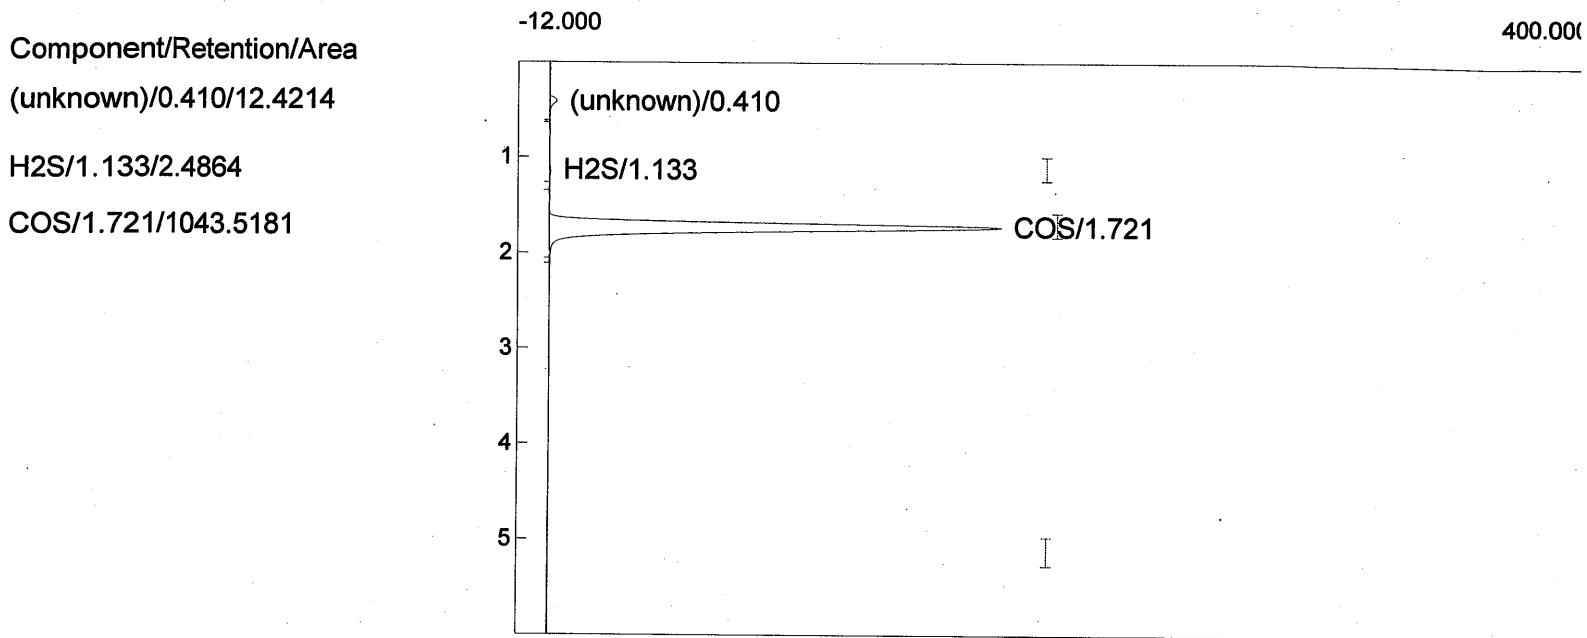 -12.000
400.000
Component/Retention/Area
(unknown)/0.410/12.4214
(unknown)/0.410
1
H2S/1.133/2.4864
H2S/1.133
COS/1.721/1043.5181
COS/1.721
2
3
4
5